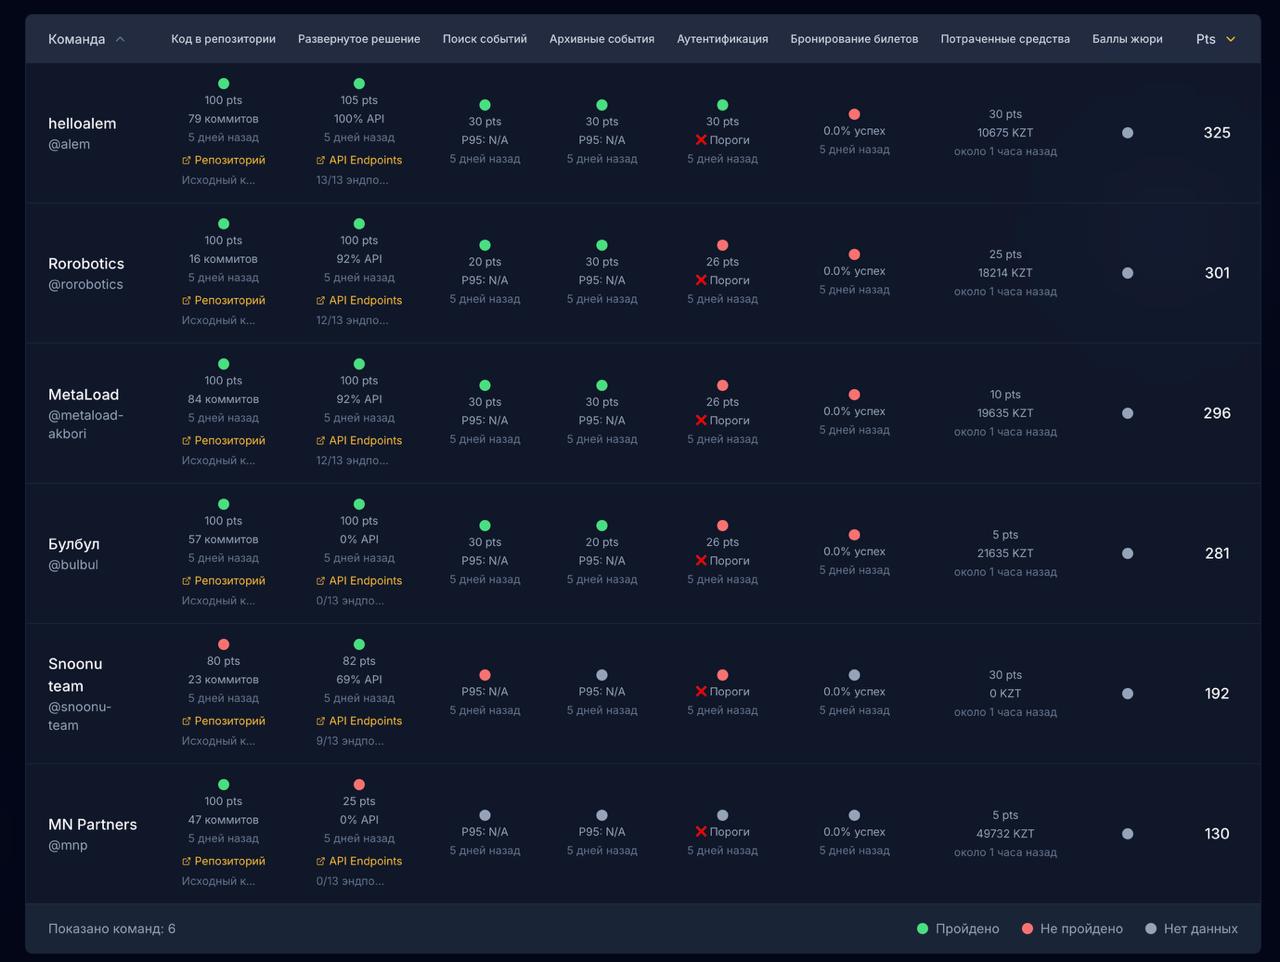 Команда Код в репозитории Развернутое решение Поиск событий Архивные события Аутентификация Бронирование билетов Потраченные средства Баллы жюри Pts
helloalem
@alem
100 pts
79 коммитов
5 дней назад
Репозиторий
Исходный к...
105 pts
100% API
5 дней назад
API Endpoints
13/13 эндпо...
30 pts
P95: N/A
5 дней назад
30 pts
P95: N/A
5 дней назад
30 pts
❌ Пороги
5 дней назад
0.0% успех
5 дней назад
30 pts
10675 KZT
около 1 часа назад
325
Rorobotics
@rorobotics
100 pts
16 коммитов
5 дней назад
Репозиторий
Исходный к...
100 pts
92% API
5 дней назад
API Endpoints
12/13 эндпо...
20 pts
P95: N/A
5 дней назад
30 pts
P95: N/A
5 дней назад
26 pts
❌ Пороги
5 дней назад
0.0% успех
5 дней назад
25 pts
18214 KZT
около 1 часа назад
301
MetaLoad
@metaload-
akbori
100 pts
84 коммитов
5 дней назад
Репозиторий
Исходный к...
100 pts
92% API
5 дней назад
API Endpoints
12/13 эндпо...
30 pts
P95: N/A
5 дней назад
30 pts
P95: N/A
5 дней назад
26 pts
❌ Пороги
5 дней назад
0.0% успех
5 дней назад
10 pts
19635 KZT
около 1 часа назад
296
Булбул
@bulbul
100 pts
57 коммитов
5 дней назад
Репозиторий
Исходный к...
100 pts
0% API
5 дней назад
API Endpoints
0/13 эндпо...
30 pts
P95: N/A
5 дней назад
20 pts
P95: N/A
5 дней назад
26 pts
❌ Пороги
5 дней назад
0.0% успех
5 дней назад
5 pts
21635 KZT
около 1 часа назад
281
Snoonu
team
@snoonu-
team
80 pts
23 коммитов
5 дней назад
Репозиторий
Исходный к...
82 pts
69% API
5 дней назад
API Endpoints
9/13 эндпо...
P95: N/A
5 дней назад
P95: N/A
5 дней назад
❌ Пороги
5 дней назад
0.0% успех
5 дней назад
30 pts
0 KZT
около 1 часа назад
192
MN Partners
@mnp
100 pts
47 коммитов
5 дней назад
Репозиторий
Исходный к...
25 pts
0% API
5 дней назад
API Endpoints
0/13 эндпо...
P95: N/A
5 дней назад
P95: N/A
5 дней назад
❌ Пороги
5 дней назад
0.0% успех
5 дней назад
5 pts
49732 KZT
около 1 часа назад
130
Показано команд: 6
Пройдено Не пройдено Нет данных